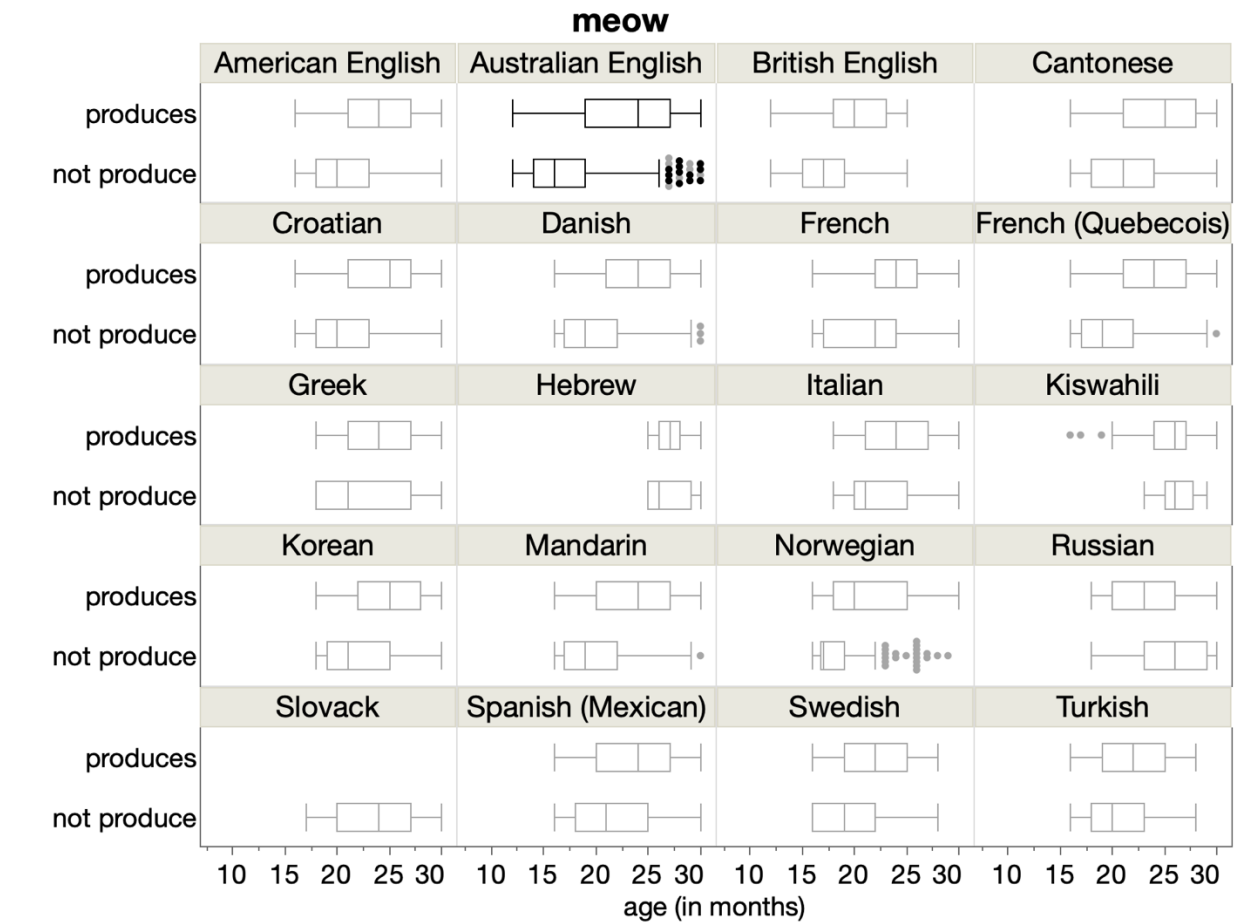 meow
American English Australian English British English Cantonese
produces
not produce
Croatian Danish French French (Quebecois)
produces
not produce
Greek Hebrew Italian Kiswahili
produces
not produce
Korean Mandarin Norwegian Russian
produces
not produce
Slovack Spanish (Mexican) Swedish Turkish
produces
not produce
10 15 20 25 30 10 15 20 25 30 10 15 20 25 30 10 15 20 25 30
age (in months)